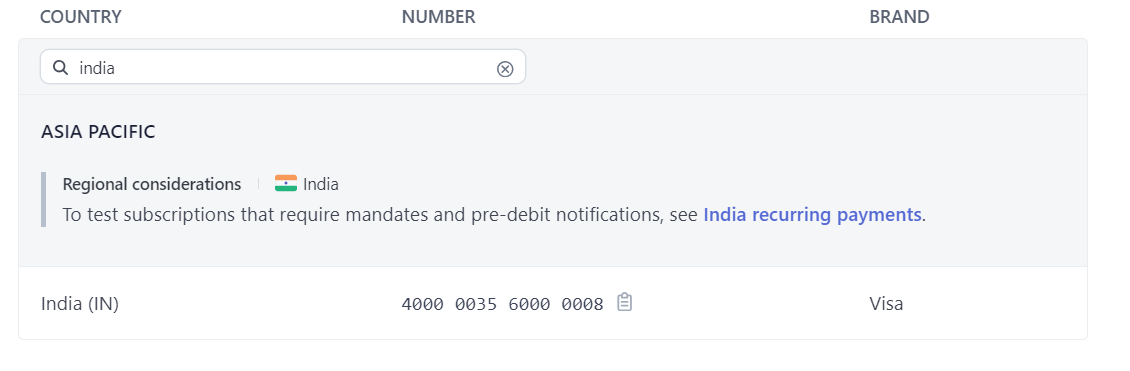 COUNTRY NUMBER BRAND
india
ASIA PACIFIC
Regional considerations India
To test subscriptions that require mandates and pre-debit notifications, see India recurring payments.
India (IN) 4000 0035 6000 0008 Visa